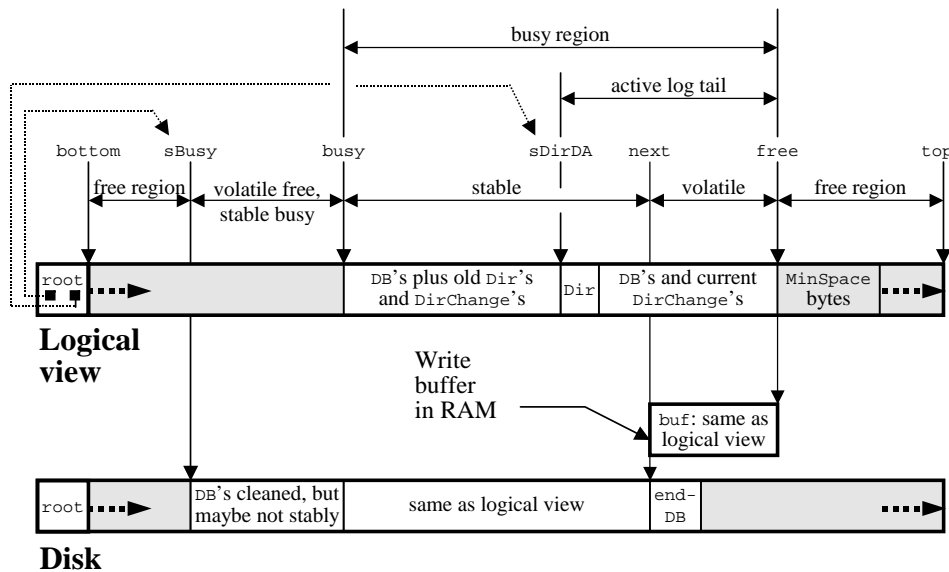 busy region
active log tail
bottom sBusy busy sDirDA next free top
free region volatile free, stable volatile free region
stable busy
root DB's plus old Dir's Dir DB's and current MinSpace
and DirChange's DirChange's bytes
Logical
view
Write
buffer
in RAM
buf: same as
logical view
root DB's cleaned, but same as logical view end-
maybe not stably DB
Disk